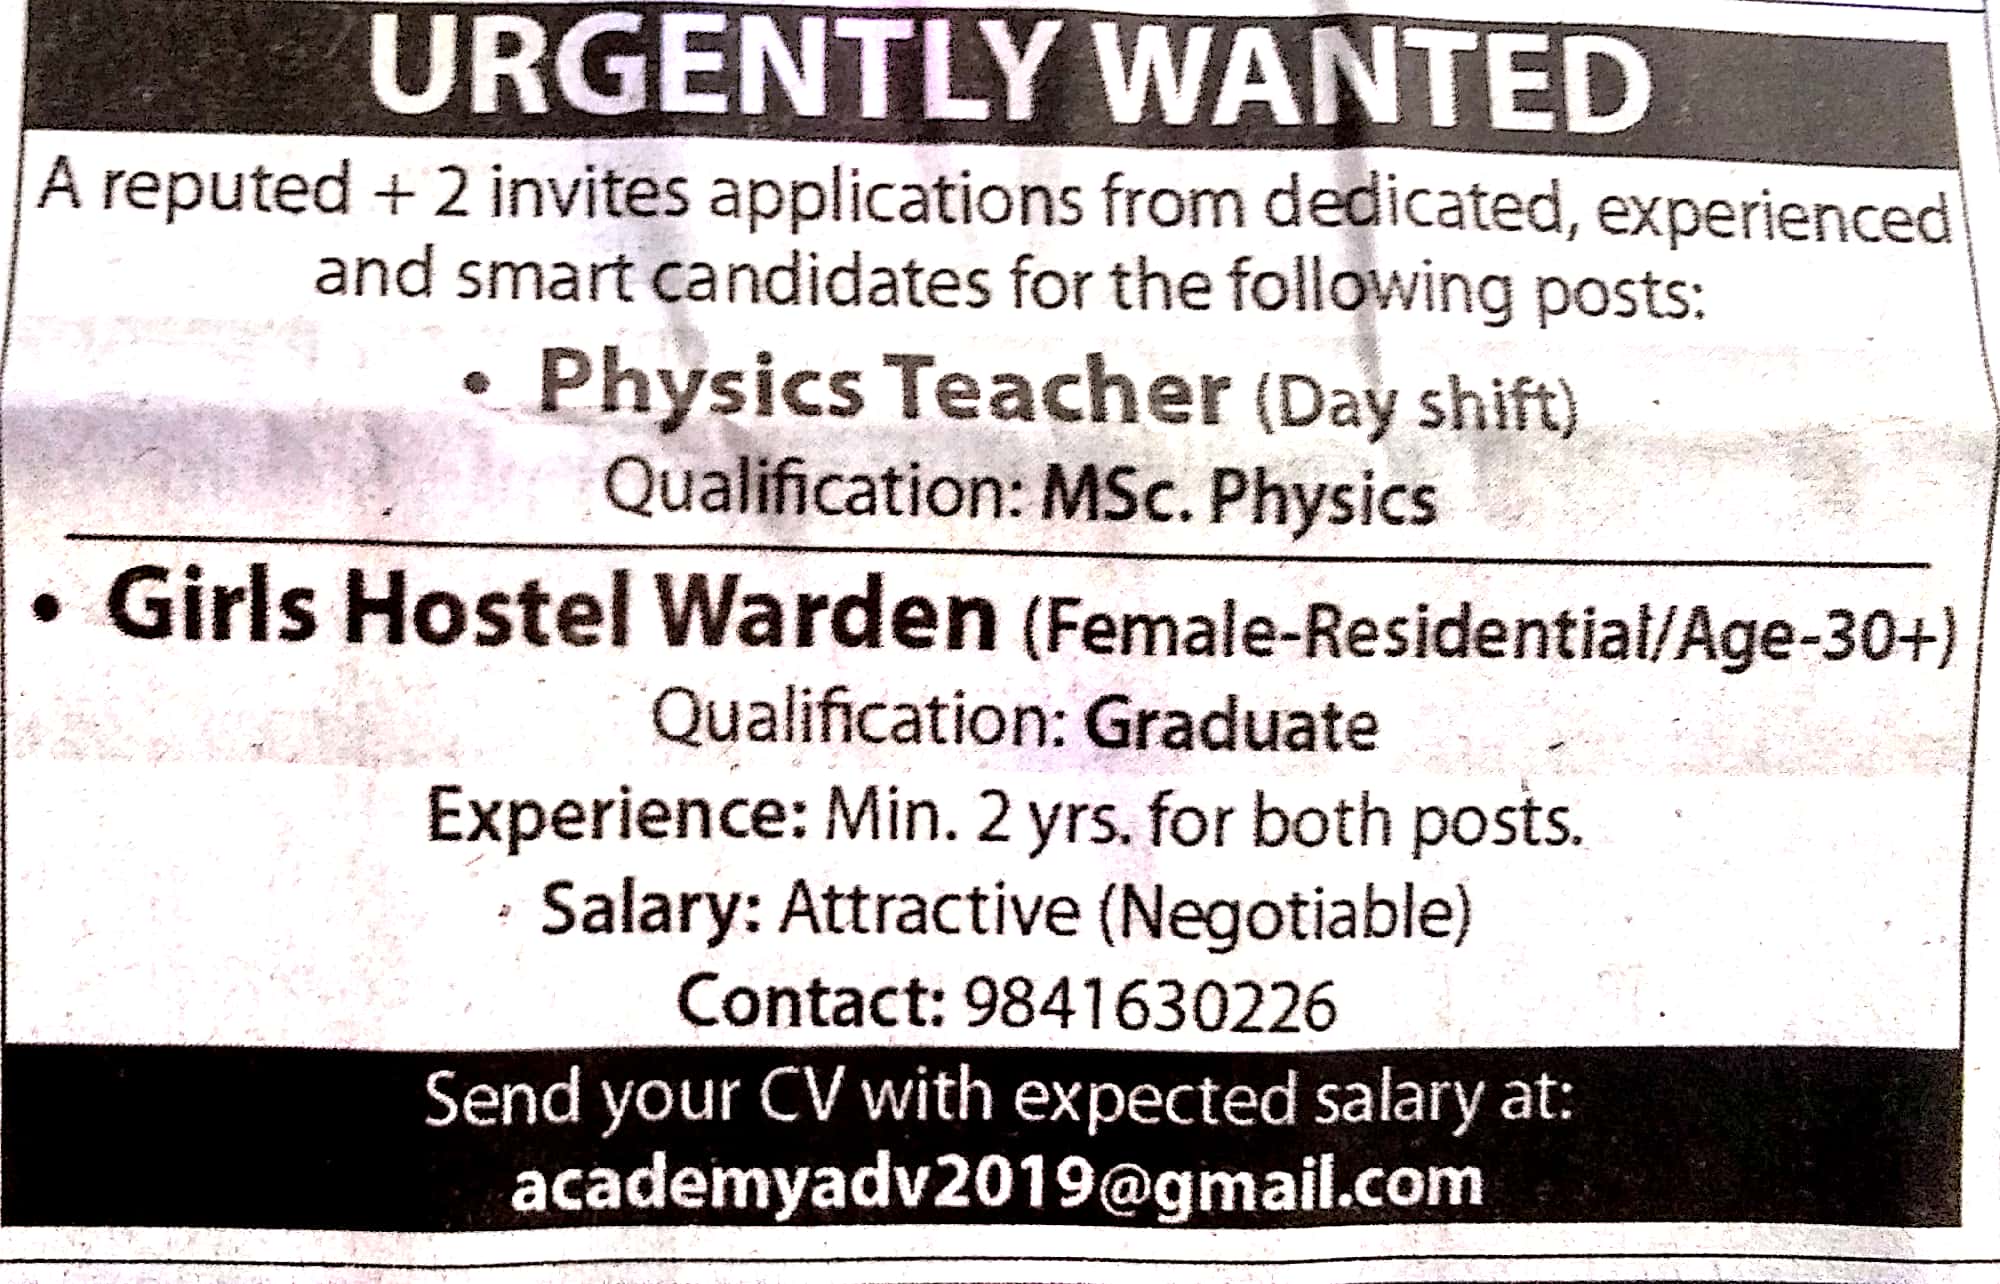 URGENTLY WANTED
A reputed + 2 invites applications from dedicated, experienced
and smart candidates for the following posts:
• Physics Teacher (Day shift)
Qualification: MSc. Physics
• Girls Hostel Warden (Female-Residential/Age-30+)
Qualification: Graduate
Experience: Min. 2 yrs. for both posts.
Salary: Attractive (Negotiable)
Contact: 9841630226
Send your CV with expected salary at:
academyadv2019@gmail.com